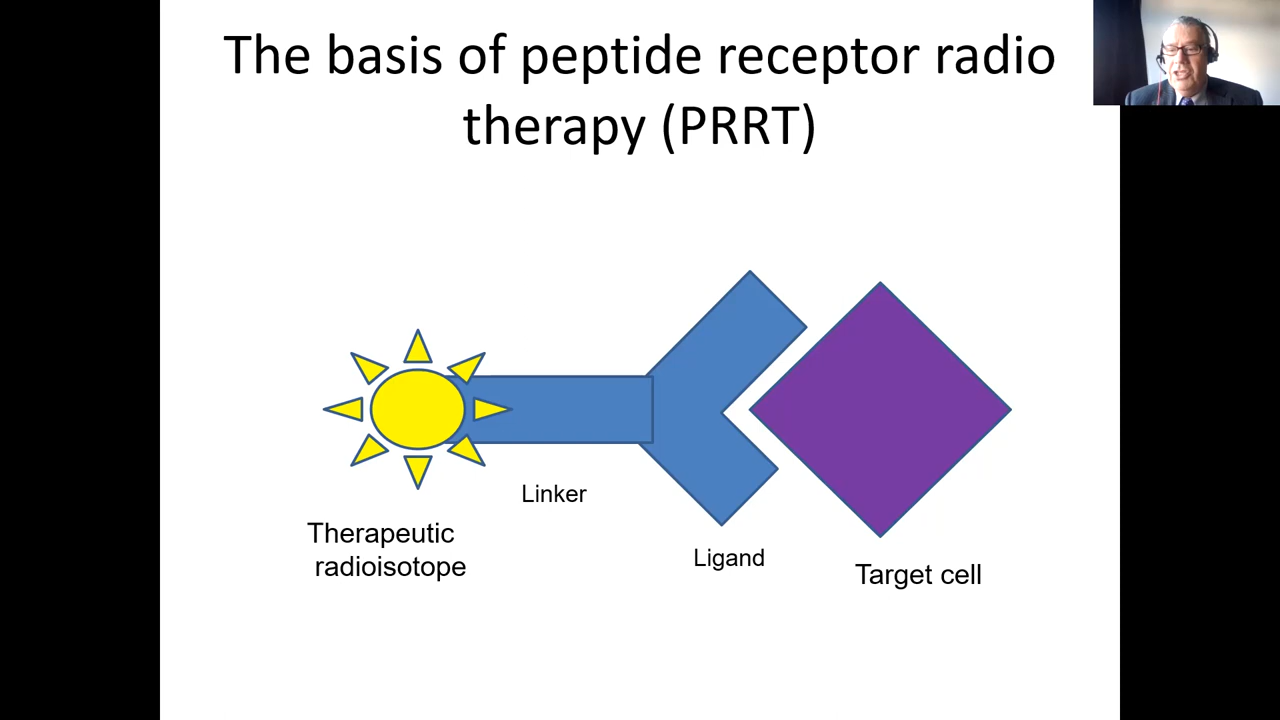 The basis of peptide receptor radio
therapy (PRRT)
Linker
Therapeutic
radioisotope
Ligand
Target cell